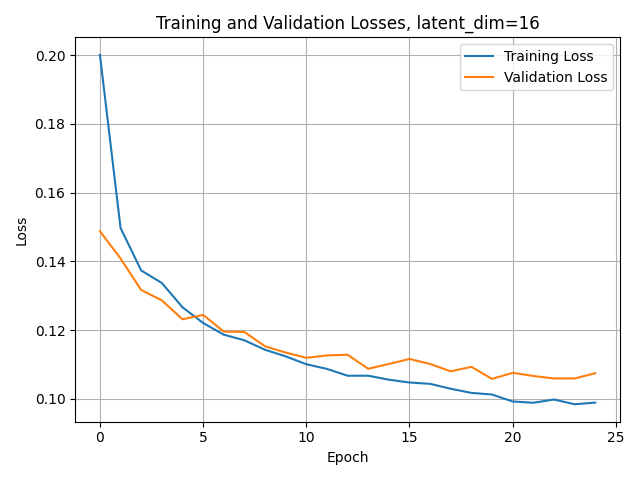 Training and Validation Losses, latent_dim=16
Training Loss
Validation Loss
0.20
0.18
0.16
0.14
0.12
0.10
Loss
0 5 10 15 20 25
Epoch